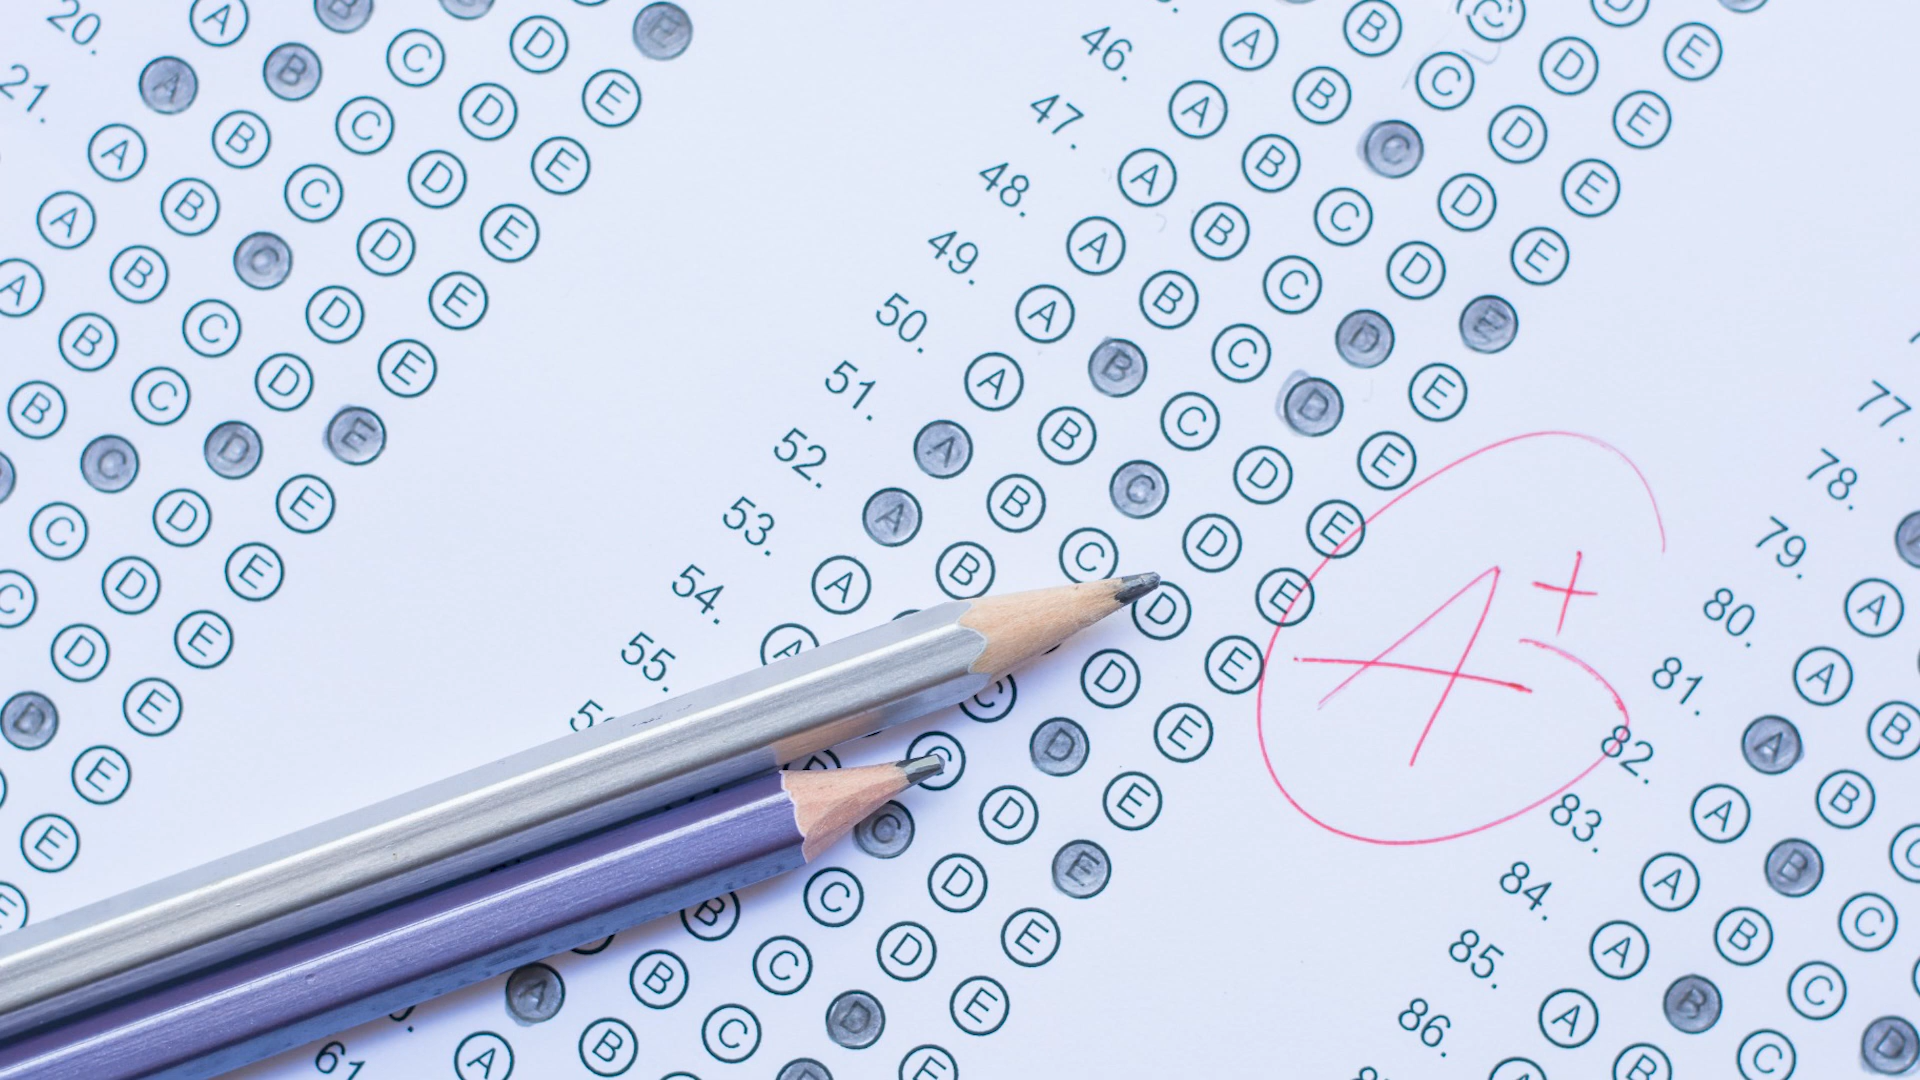 E
C D E
B C D E
A B C D E
20. A B C D E
21. A B C D E
A B C D E
A B C D E
B C D E
C D E
C D E
D E
E
E
D E
C D E
B C D E
A B C D E
46. A B C D E
47. A B C D E
48. A B C D E
49. A B C D E
50. A B C D E
51. A B C D E
52. A B D E
53. A C D E
54. A C D E
55. C D E
C D E
B C D E
B C D
A B
A
61
A+
77.
78.
79. A
80. A B
81. A B C
82. A B C
83. A B C D
84. A B C
85. A B
86. A